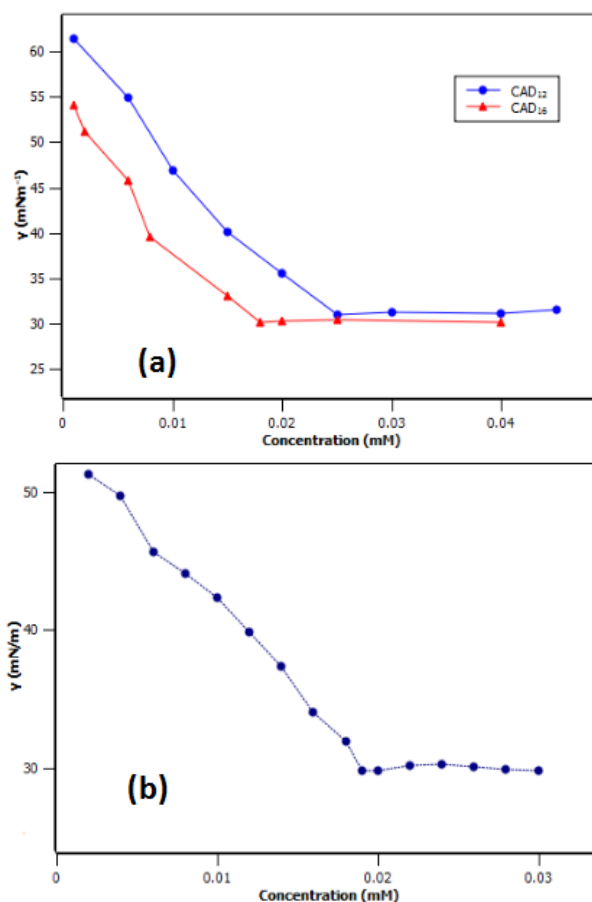 60
55
50
45
40
35
30
25
γ (mNm⁻¹)
CAD₁₂
CAD₁₆
(a)
0 0.01 0.02 0.03 0.04
Concentration (mM)
50
40
30
γ (mN/m)
(b)
0 0.01 0.02 0.03
Concentration (mM)